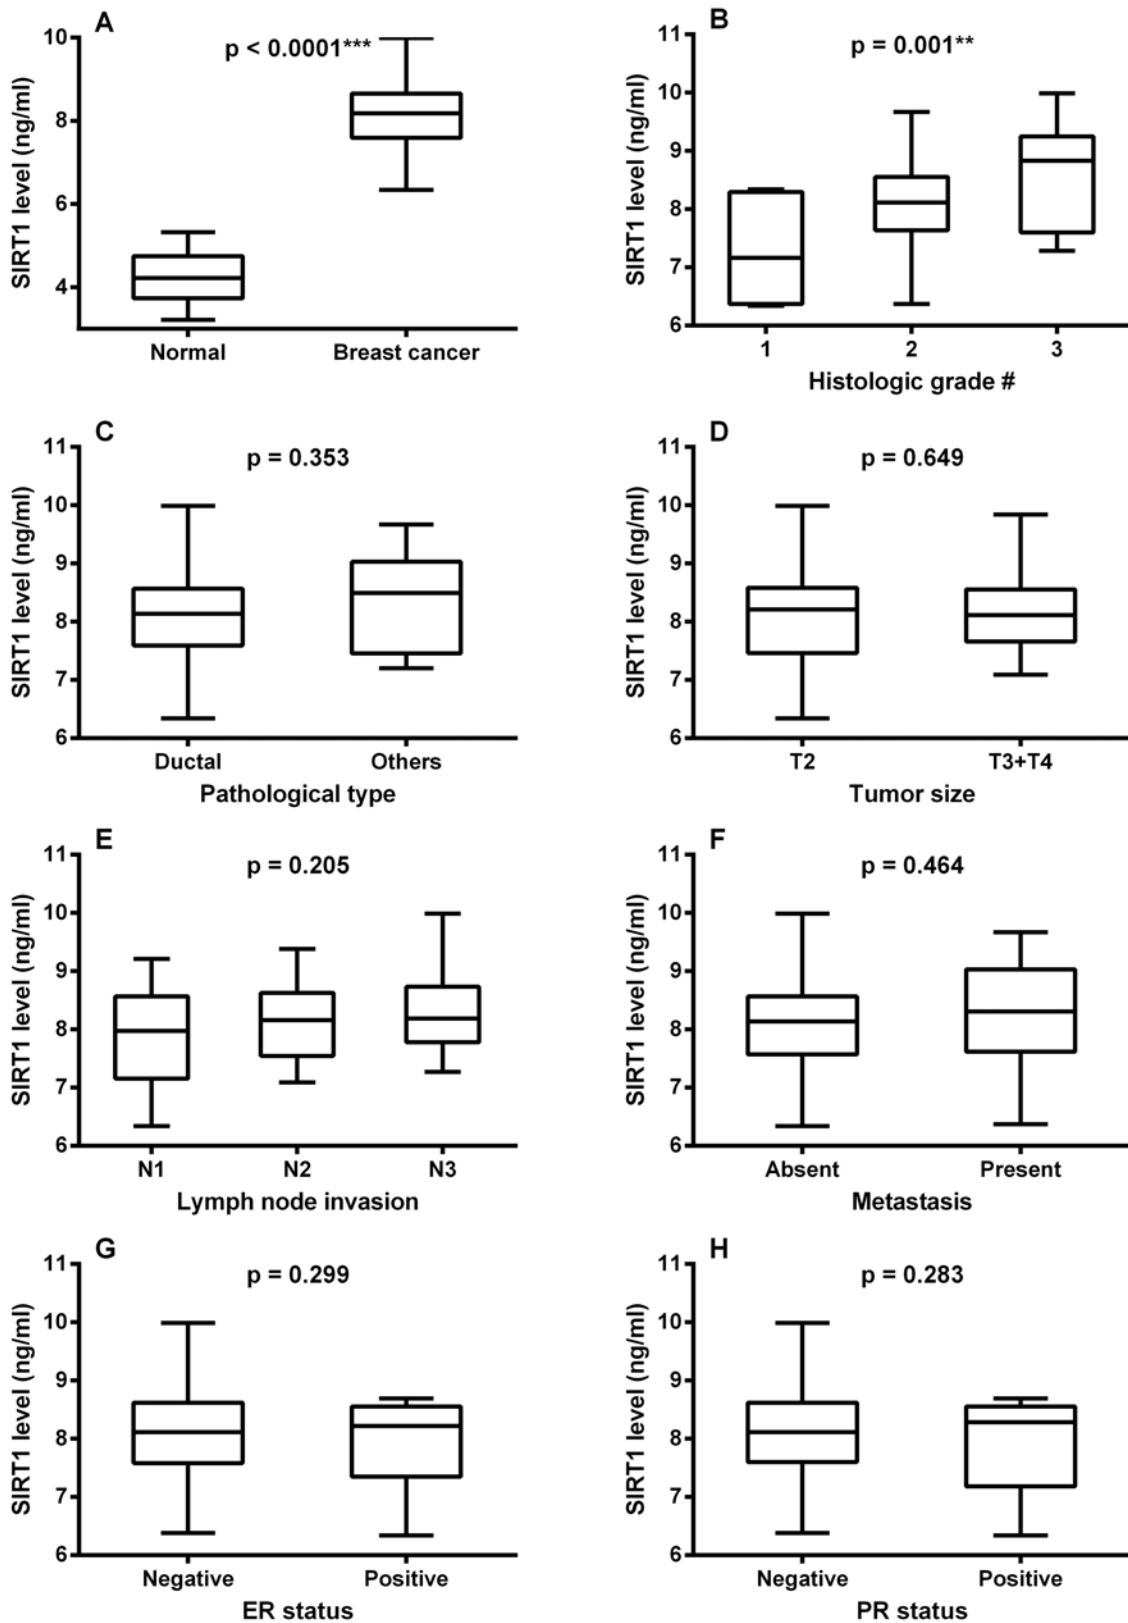 A
p < 0.0001***
SIRT1 level (ng/ml)
10
8
6
4
Normal Breast cancer
B
p = 0.001**
SIRT1 level (ng/ml)
11
10
9
8
7
6
1 2 3
Histologic grade #
C
p = 0.353
SIRT1 level (ng/ml)
11
10
9
8
7
6
Ductal Others
Pathological type
D
p = 0.649
SIRT1 level (ng/ml)
11
10
9
8
7
6
T2 T3+T4
Tumor size
E
p = 0.205
SIRT1 level (ng/ml)
11
10
9
8
7
6
N1 N2 N3
Lymph node invasion
F
p = 0.464
SIRT1 level (ng/ml)
11
10
9
8
7
6
Absent Present
Metastasis
G
p = 0.299
SIRT1 level (ng/ml)
11
10
9
8
7
6
Negative Positive
ER status
H
p = 0.283
SIRT1 level (ng/ml)
11
10
9
8
7
6
Negative Positive
PR status